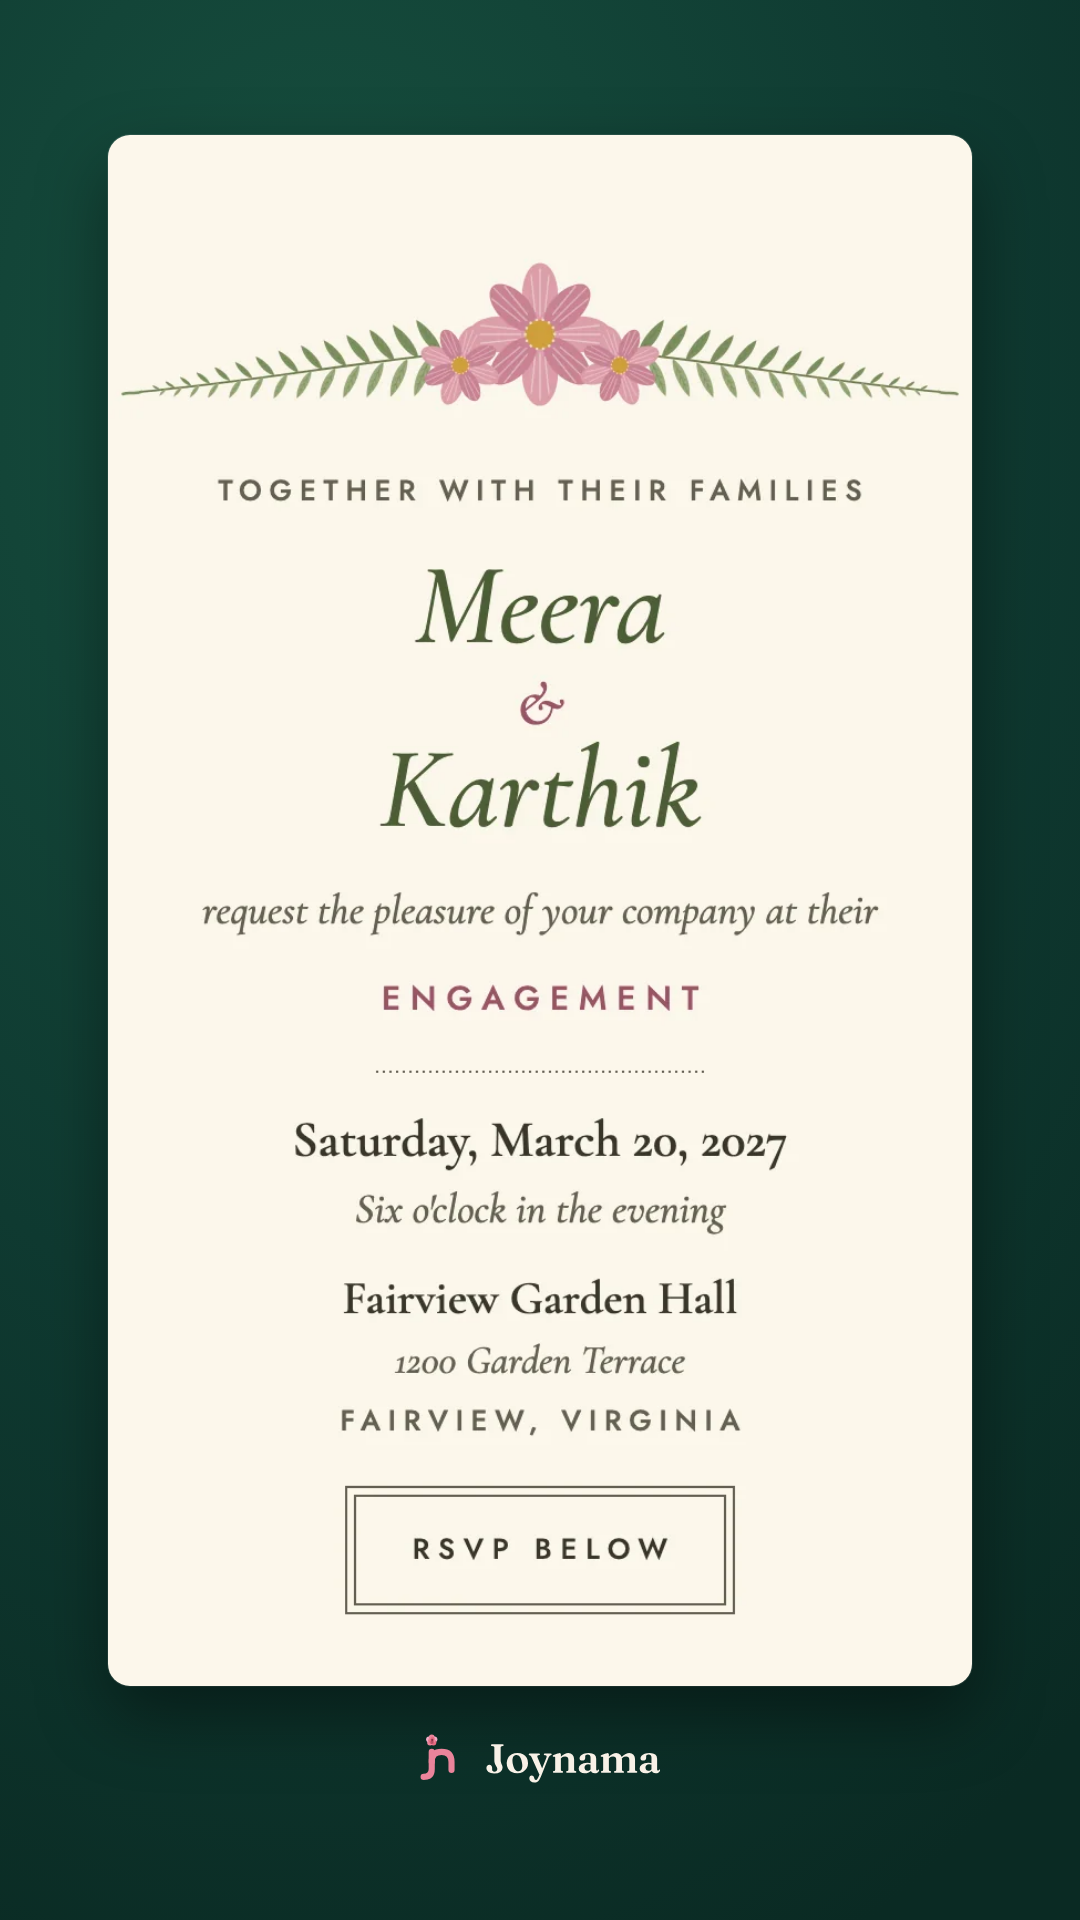 TOGETHER WITH THEIR FAMILIES
Meera
&
Karthik
request the pleasure of your company at their
ENGAGEMENT
Saturday, March 20, 2027
Six o'clock in the evening
Fairview Garden Hall
1200 Garden Terrace
FAIRVIEW, VIRGINIA
RSVP BELOW
Joynama